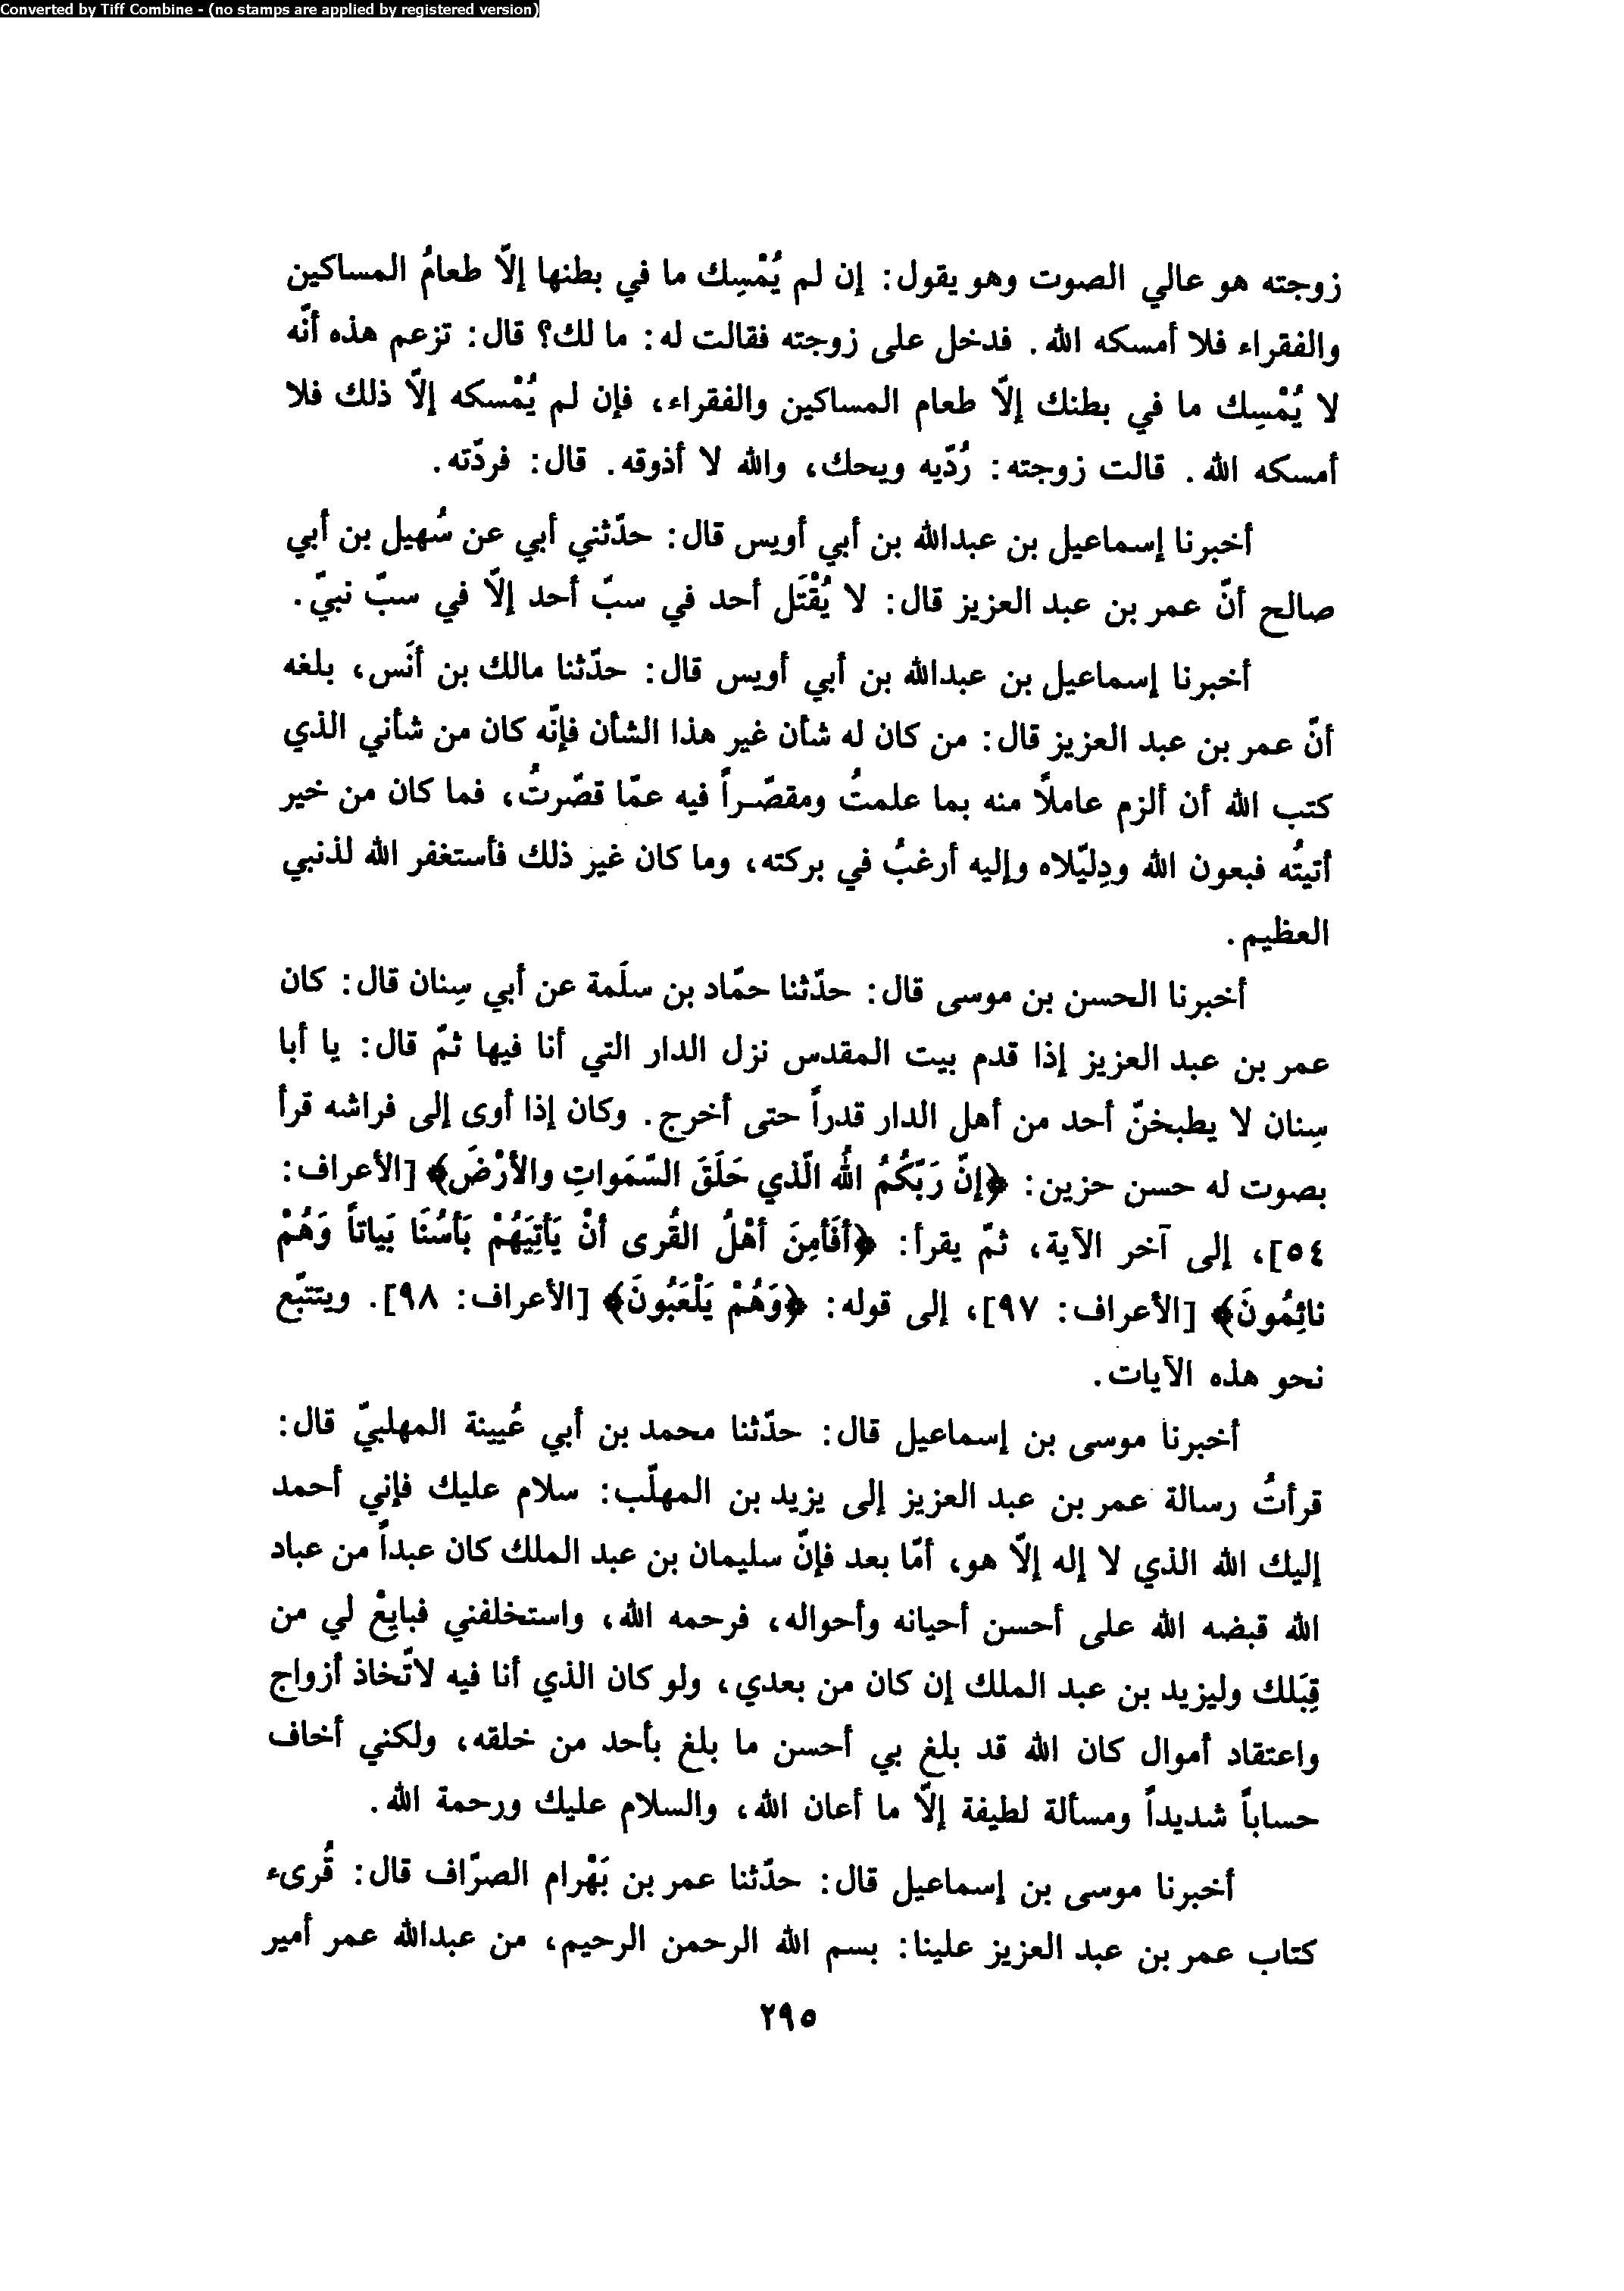 Converted by Tiff Combine - (no stamps are applied by registered version)
زوجته هو عالي الصوت وهو يقول: إن لم يُمْسِك ما في بطنها إلاّ طعامُ المساكين
والفقراء فلا أمسكه الله. فدخل على زوجته فقالت له: ما لك؟ قال: تزعم هذه أنّه
لا يُمْسِك ما في بطنك إلاّ طعام المساكين والفقراء، فإن لم يُمْسكه إلاّ ذلك فلا
أمسكه الله. قالت زوجته: رُدّيه ويحك، والله لا أذوقه. قال: فردّته.
أخبرنا إسماعيل بن عبدالله بن أبي أويس قال: حدّثني أبي عن سُهيل بن أبي
صالح أنّ عمر بن عبد العزيز قال: لا يُقْتَل أحد في سبّ أحد إلاّ في سبّ نبيّ.
أخبرنا إسماعيل بن عبدالله بن أبي أويس قال: حدّثنا مالك بن أنَس، بلغه
أنّ عمر بن عبد العزيز قال: من كان له شأن غير هذا الشأن فإنّه كان من شأني الذي
كتب الله أن ألزم عاملاً منه بما علمتُ ومقصّراً فيه عمّا قصّرتُ، فما كان من خير
أتيتُه فبعون الله ودِليّلاه وإليه أرغبُ في بركته، وما كان غير ذلك فأستغفر الله لذنبي
العظيم.
أخبرنا الحسن بن موسى قال: حدّثنا حمّاد بن سلَمة عن أبي سِنان قال: كان
عمر بن عبد العزيز إذا قدم بيت المقدس نزل الدار التي أنا فيها ثمّ قال: يا أبا
سِنان لا يطبخنّ أحد من أهل الدار قدراً حتى أخرج. وكان إذا أوى إلى فراشه قرأ
بصوت له حسن حزين: ﴿إنّ رَبّكُمُ اللهُ الّذي خَلَقَ السّمَواتِ والأرْضَ﴾ [الأعراف:
٥٤]، إلى آخر الآية، ثمّ يقرأ: ﴿أفَأمِنَ أهْلُ القُرى أنْ يَأتِيَهُمْ بَأسُنَا بَياتاً وَهُمْ
نائِمُونَ﴾ [الأعراف: ٩٧]، إلى قوله: ﴿وَهُمْ يَلْعَبُونَ﴾ [الأعراف: ٩٨]. ويتتبّع
نحو هذه الآيات.
أخبرنا موسى بن إسماعيل قال: حدّثنا محمد بن أبي عُيينة المهلبيّ قال:
قرأتُ رسالة عمر بن عبد العزيز إلى يزيد بن المهلّب: سلام عليك فإني أحمد
إليك الله الذي لا إله إلاّ هو، أمّا بعد فإنّ سليمان بن عبد الملك كان عبداً من عباد
الله قبضه الله على أحسن أحيانه وأحواله، فرحمه الله، واستخلفني فبايِعْ لي من
قِبَلك وليزيد بن عبد الملك إن كان من بعدي، ولو كان الذي أنا فيه لاتّخاذ أزواج
واعتقاد أموال كان الله قد بلغ بي أحسن ما بلغ بأحد من خلقه، ولكني أخاف
حساباً شديداً ومسألة لطيفة إلاّ ما أعان الله، والسلام عليك ورحمة الله.
أخبرنا موسى بن إسماعيل قال: حدّثنا عمر بن بَهْرام الصرّاف قال: قُرىء
كتاب عمر بن عبد العزيز علينا: بسم الله الرحمن الرحيم، من عبدالله عمر أمير
٢٩٥